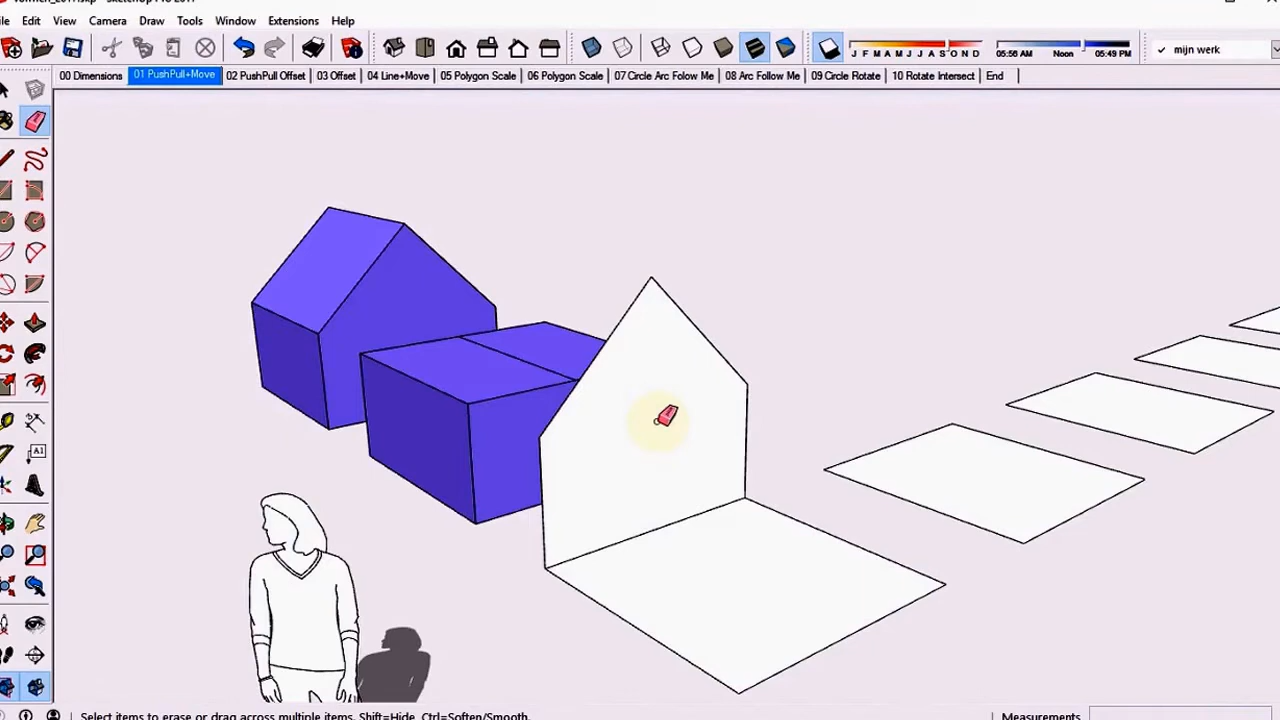 Edit View Camera Draw Tools Window Extensions Help
J F M A M J J A S O N D 05:56 AM Noon 05:49 PM mijn werk
00 Dimensions 01 PushPull+Move 02 PushPull Offset 03 Offset 04 Line+Move 05 Polygon Scale 06 Polygon Scale 07 Circle Arc Folow Me 08 Arc Follow Me 09 Circle Rotate 10 Rotate Intersect End
A1
Select items to erase or drag across multiple items. Shift=Hide, Ctrl=Soften/Smooth. Measurements